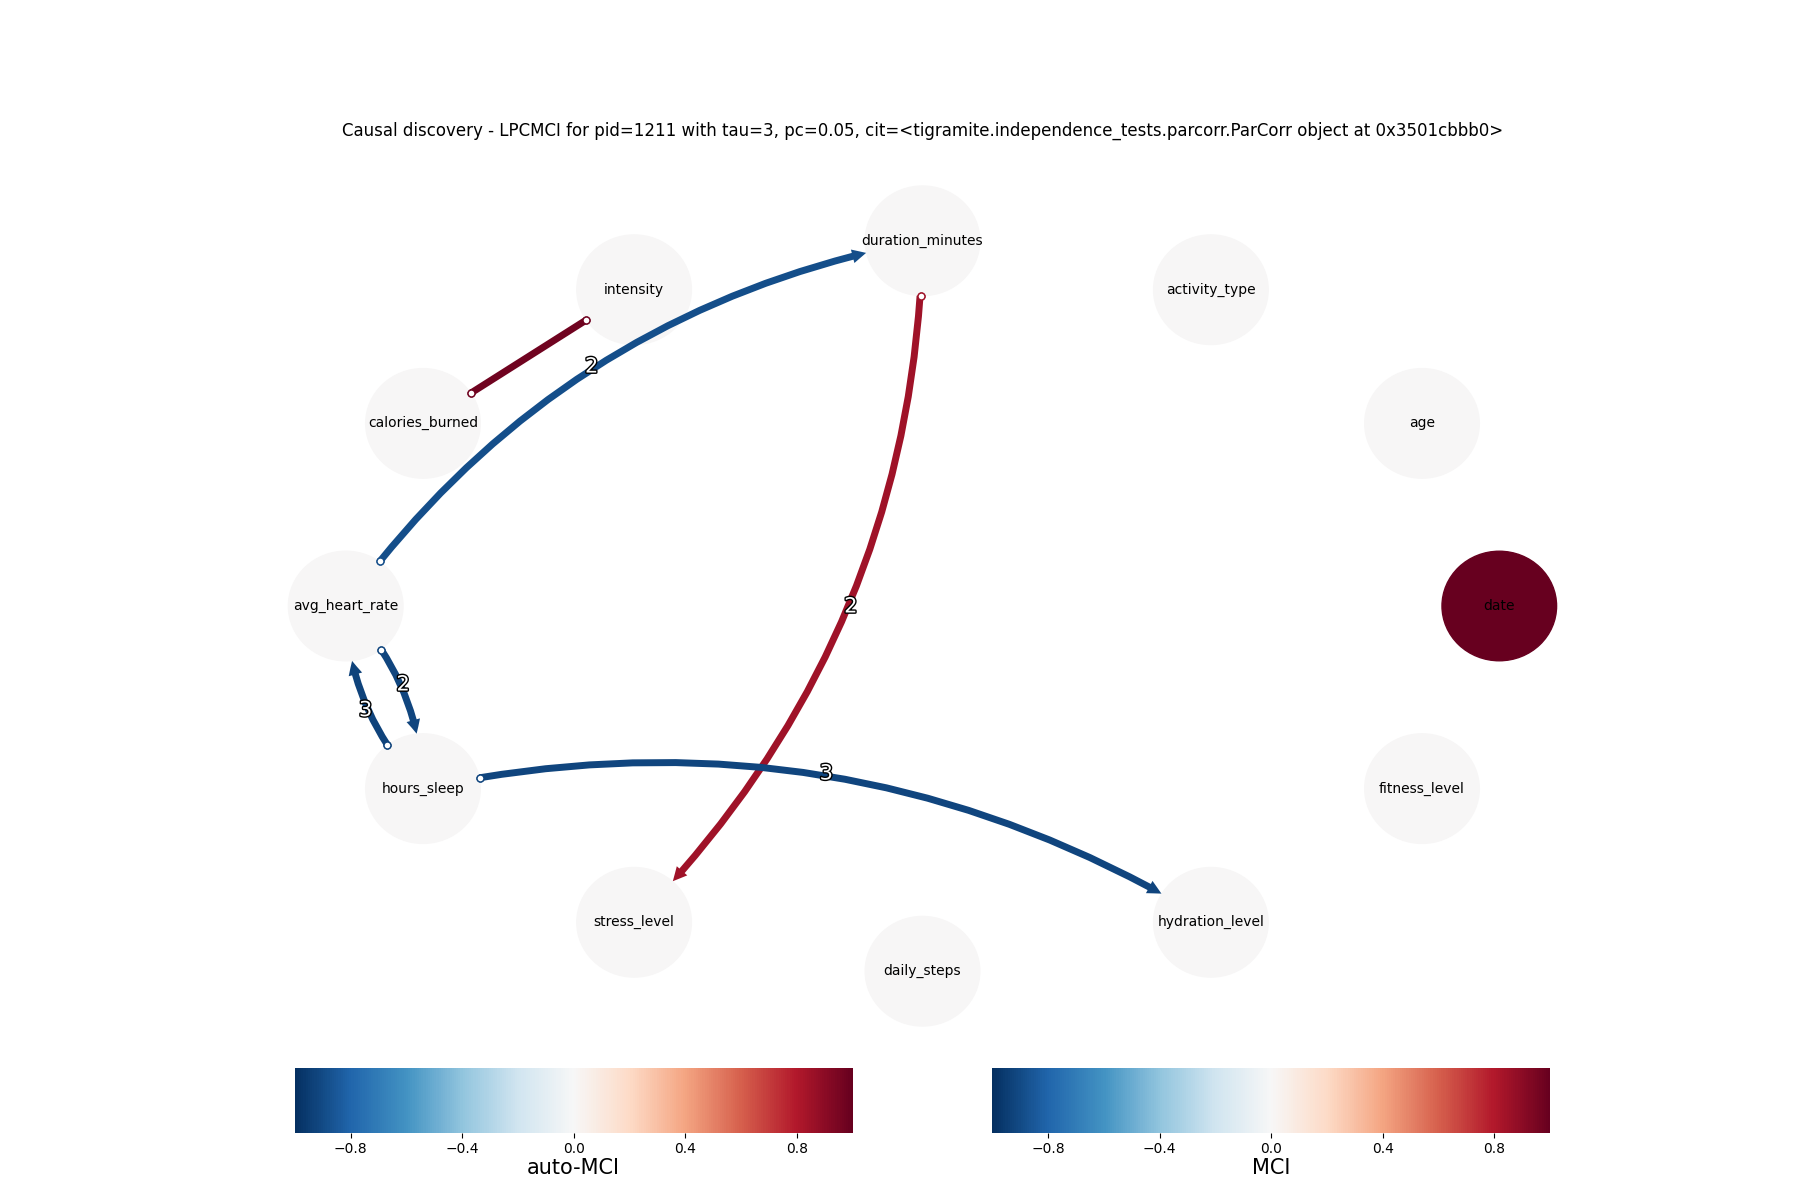 Causal discovery - LPCMCI for pid=1211 with tau=3, pc=0.05, cit=<tigramite.independence_tests.parcorr.ParCorr object at 0x3501cbbb0>
duration_minutes
intensity
activity_type
2
calories_burned
age
avg_heart_rate
2
date
2
3
3
hours_sleep
fitness_level
stress_level
hydration_level
daily_steps
−0.8 −0.4 0.0 0.4 0.8
auto-MCI
−0.8 −0.4 0.0 0.4 0.8
MCI